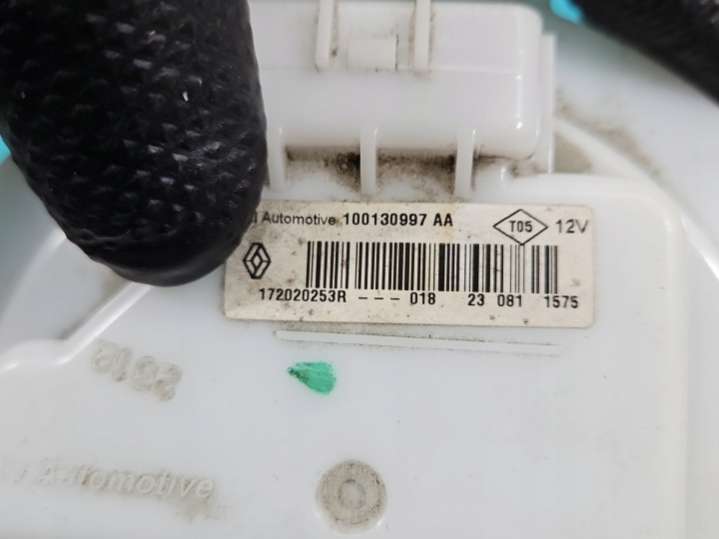 Automotive 100130997 AA
T05 12V
172020253R --- 018 23 081 1575
Automotive